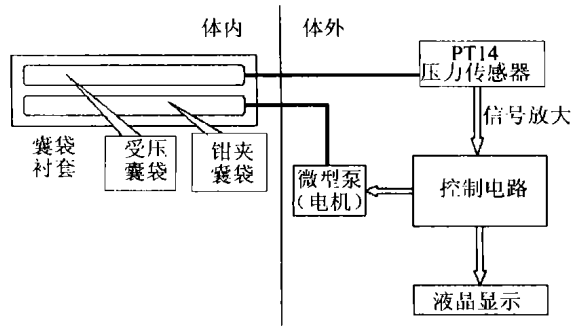 体内
体外
PT14
压力传感器
信号放大
囊袋
衬套
受压
囊袋
钳夹
囊袋
微型泵
(电机)
控制电路
液晶显示